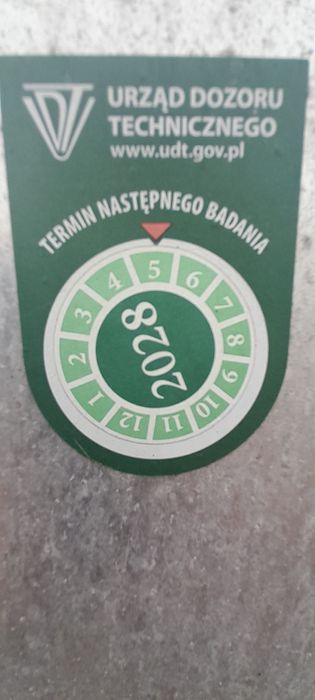 UDT
URZĄD DOZORU
TECHNICZNEGO
www.udt.gov.pl
TERMIN NASTĘPNEGO BADANIA
1 2 3 4 5 6 7 8 9 10 11 12
2028